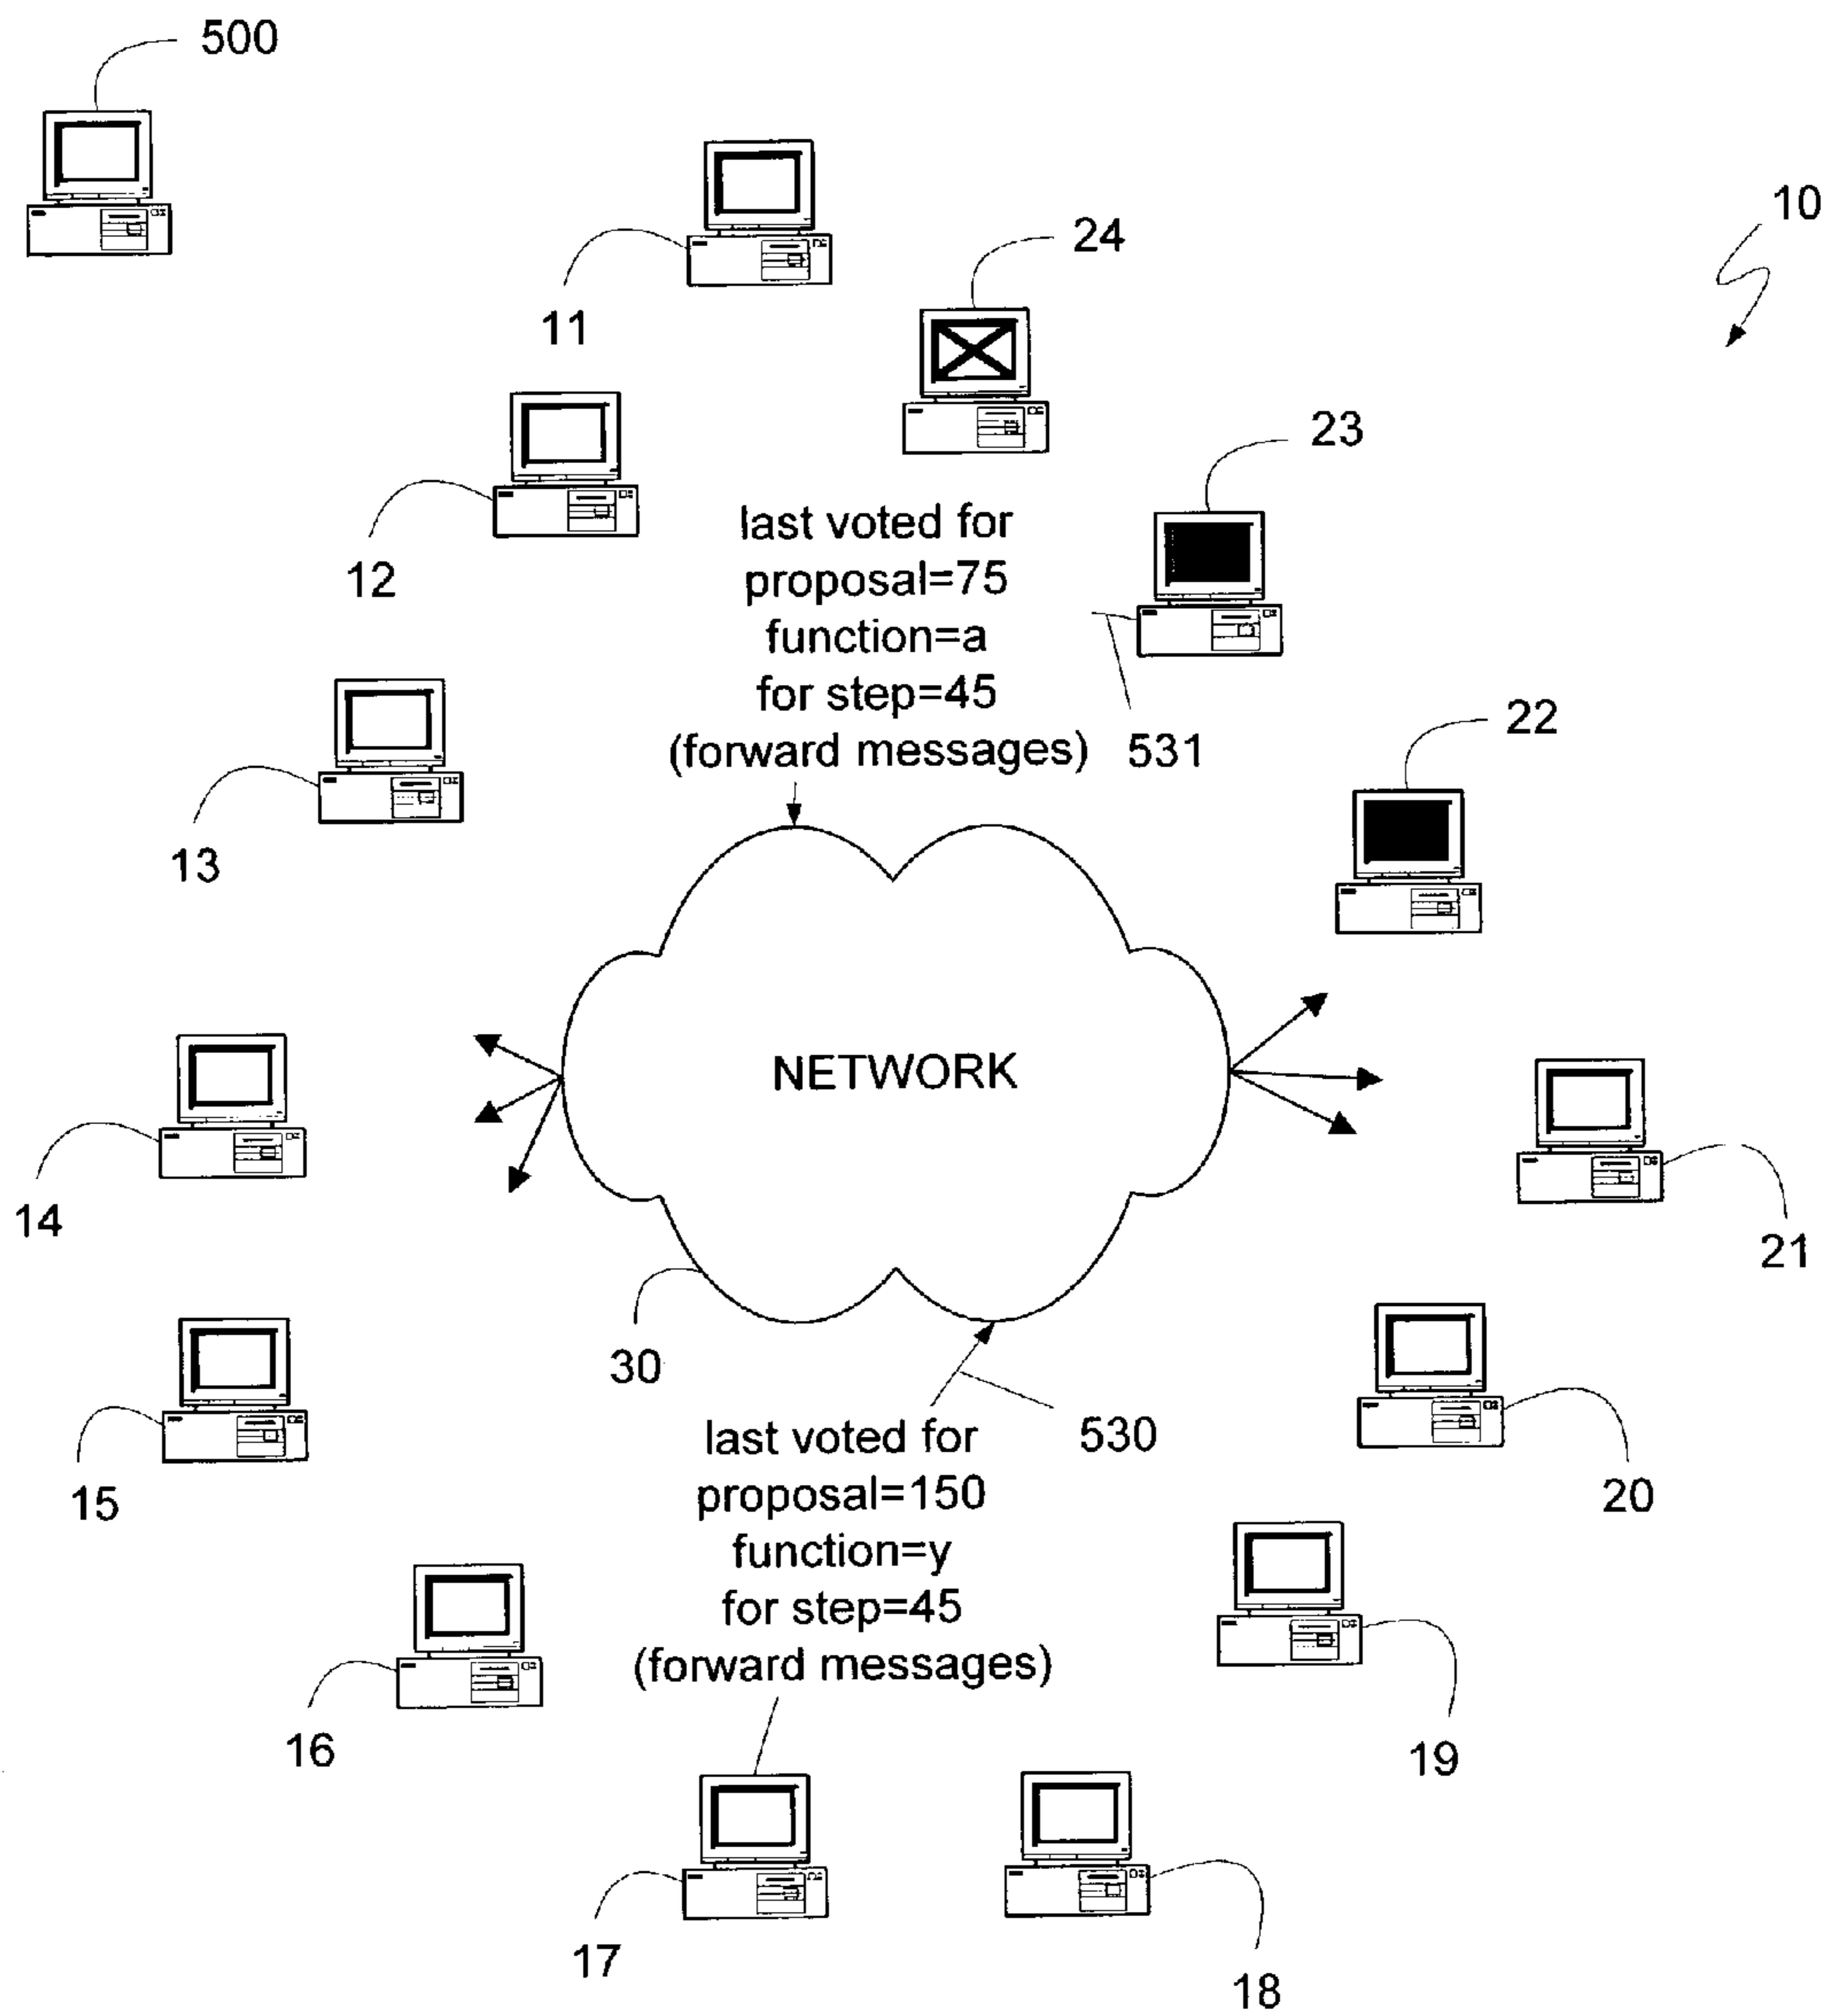 500
10
11
24
12
23
last voted for
proposal=75
function=a
for step=45
(forward messages)
531
22
13
NETWORK
14
21
30
530
15
20
last voted for
proposal=150
function=y
for step=45
(forward messages)
16
19
17
18